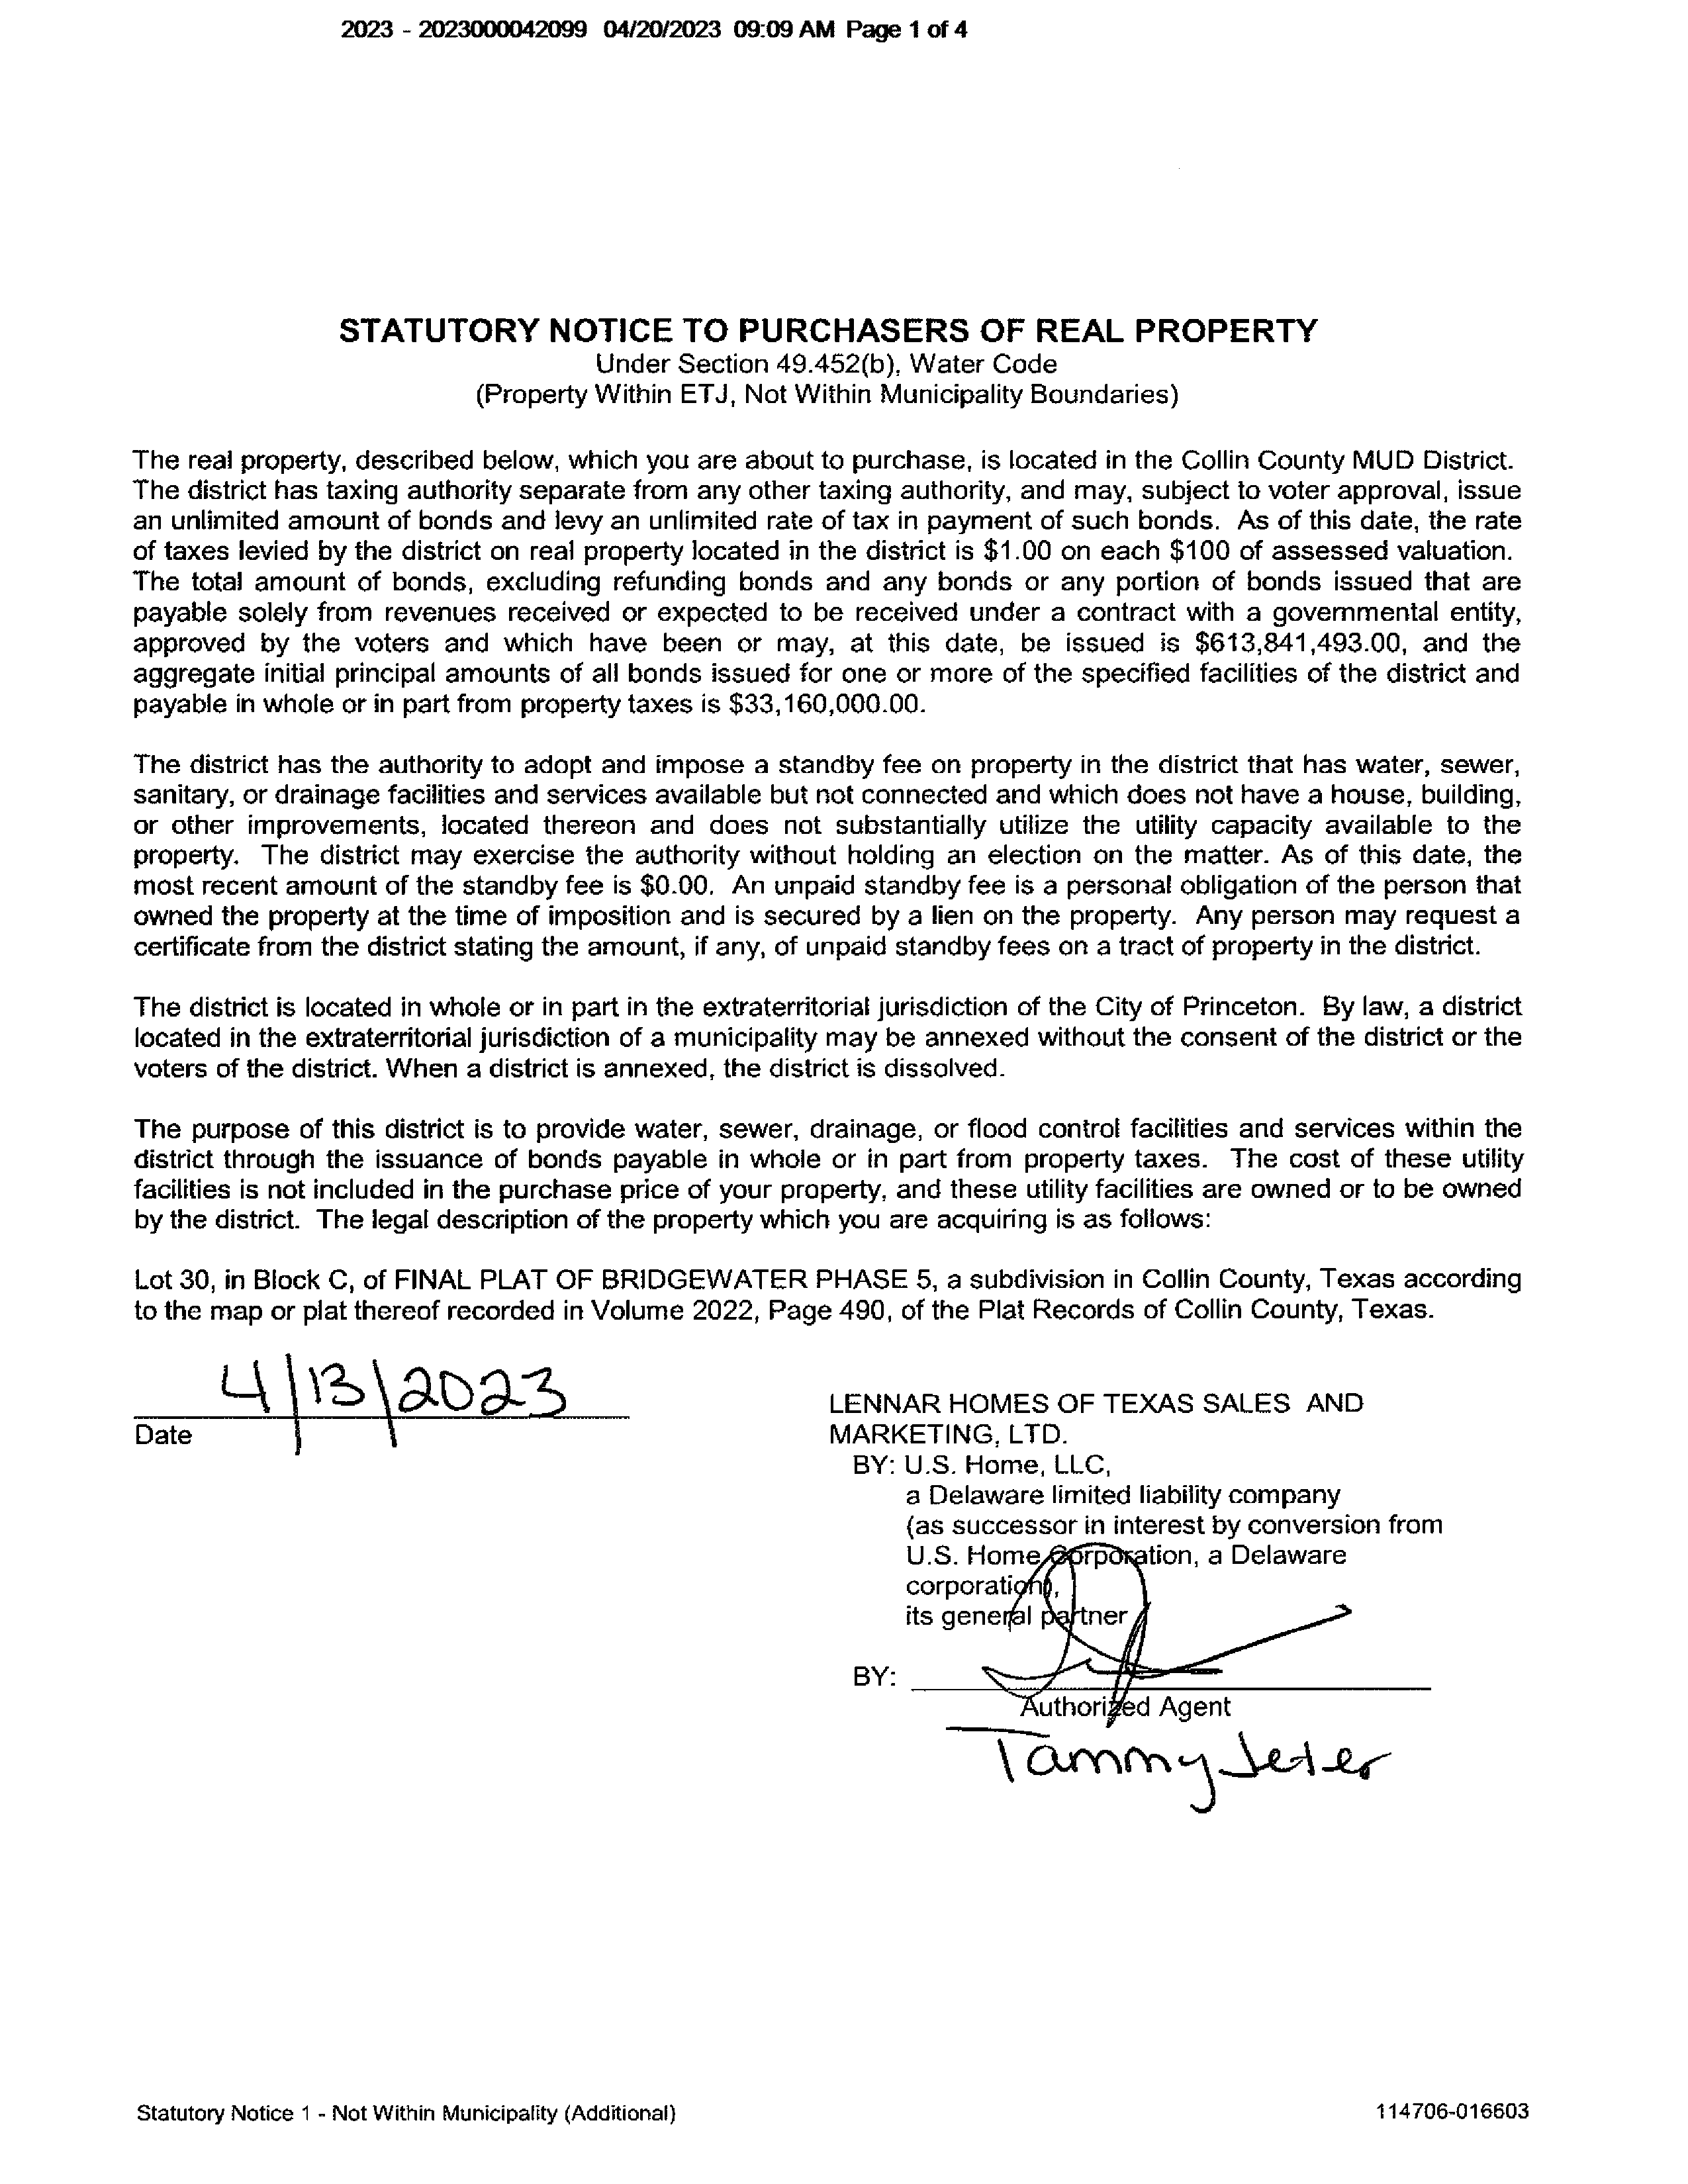 2023 - 2023000042099 04/20/2023 09:09 AM Page 1 of 4
STATUTORY NOTICE TO PURCHASERS OF REAL PROPERTY
Under Section 49.452(b), Water Code
(Property Within ETJ, Not Within Municipality Boundaries)
The real property, described below, which you are about to purchase, is located in the Collin County MUD District.
The district has taxing authority separate from any other taxing authority, and may, subject to voter approval, issue
an unlimited amount of bonds and levy an unlimited rate of tax in payment of such bonds. As of this date, the rate
of taxes levied by the district on real property located in the district is $1.00 on each $100 of assessed valuation.
The total amount of bonds, excluding refunding bonds and any bonds or any portion of bonds issued that are
payable solely from revenues received or expected to be received under a contract with a governmental entity,
approved by the voters and which have been or may, at this date, be issued is $613,841,493.00, and the
aggregate initial principal amounts of all bonds issued for one or more of the specified facilities of the district and
payable in whole or in part from property taxes is $33,160,000.00.
The district has the authority to adopt and impose a standby fee on property in the district that has water, sewer,
sanitary, or drainage facilities and services available but not connected and which does not have a house, building,
or other improvements, located thereon and does not substantially utilize the utility capacity available to the
property. The district may exercise the authority without holding an election on the matter. As of this date, the
most recent amount of the standby fee is $0.00. An unpaid standby fee is a personal obligation of the person that
owned the property at the time of imposition and is secured by a lien on the property. Any person may request a
certificate from the district stating the amount, if any, of unpaid standby fees on a tract of property in the district.
The district is located in whole or in part in the extraterritorial jurisdiction of the City of Princeton. By law, a district
located in the extraterritorial jurisdiction of a municipality may be annexed without the consent of the district or the
voters of the district. When a district is annexed, the district is dissolved.
The purpose of this district is to provide water, sewer, drainage, or flood control facilities and services within the
district through the issuance of bonds payable in whole or in part from property taxes. The cost of these utility
facilities is not included in the purchase price of your property, and these utility facilities are owned or to be owned
by the district. The legal description of the property which you are acquiring is as follows:
Lot 30, in Block C, of FINAL PLAT OF BRIDGEWATER PHASE 5, a subdivision in Collin County, Texas according
to the map or plat thereof recorded in Volume 2022, Page 490, of the Plat Records of Collin County, Texas.
4/13/2023
Date
LENNAR HOMES OF TEXAS SALES AND
MARKETING, LTD.
BY: U.S. Home, LLC,
a Delaware limited liability company
(as successor in interest by conversion from
U.S. Home Corporation, a Delaware
corporation),
its general partner
BY:
Authorized Agent
Tammy Jeter
Statutory Notice 1 - Not Within Municipality (Additional)
114706-016603